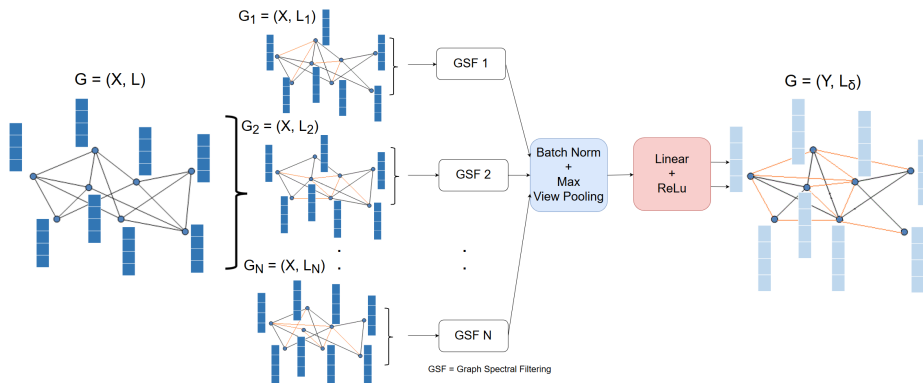 G₁ = (X, L₁)
G = (X, L)
G₂ = (X, L₂)
G_N = (X, L_N)
GSF 1
GSF 2
GSF N
GSF = Graph Spectral Filtering
Batch Norm
+
Max
View Pooling
Linear
+
ReLu
G = (Y, L_δ)